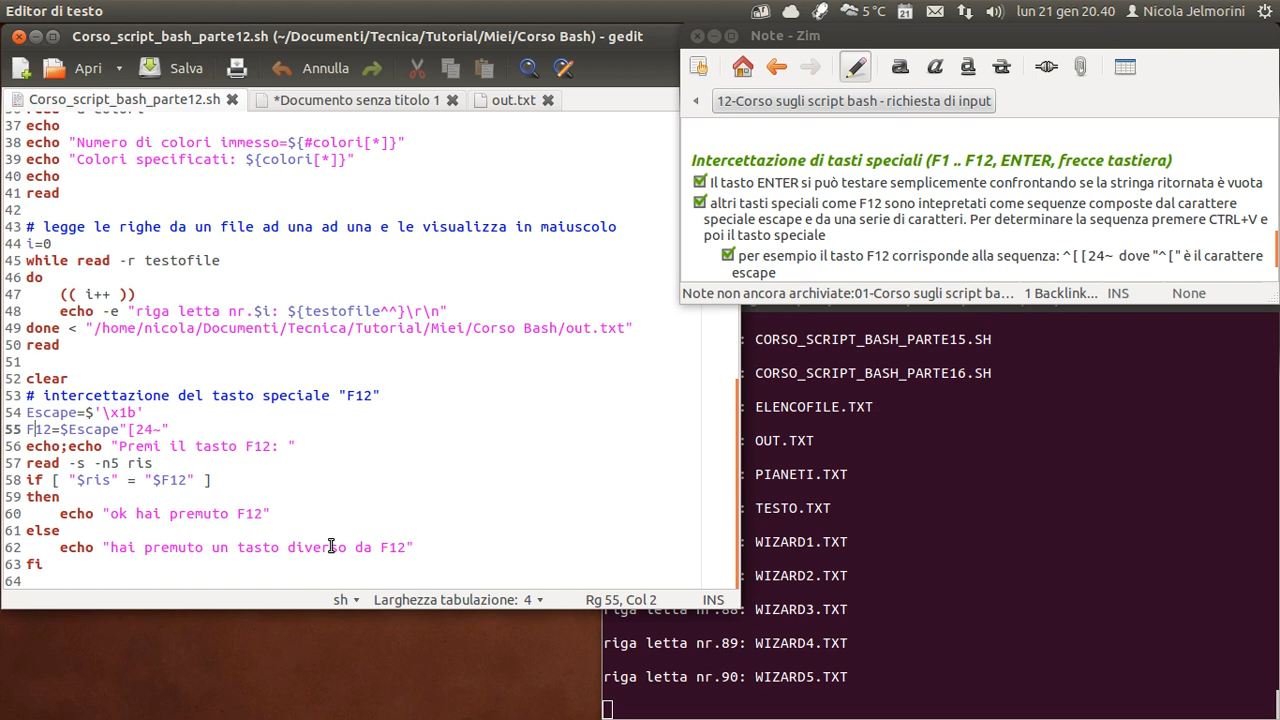 Editor di testo
5 °C
lun 21 gen 20.40
Nicola Jelmorini
Corso_script_bash_parte12.sh (~/Documenti/Tecnica/Tutorial/Miei/Corso Bash) - gedit
Apri
Salva
Annulla
Corso_script_bash_parte12.sh
*Documento senza titolo 1
out.txt
37 echo
38 echo "Numero di colori immesso=${#colori[*]}"
39 echo "Colori specificati: ${colori[*]}"
40 echo
41 read
42
43 # legge le righe da un file ad una ad una e le visualizza in maiuscolo
44 i=0
45 while read -r testofile
46 do
47     (( i++ ))
48     echo -e "riga letta nr.$i: ${testofile^^}\r\n"
49 done < "/home/nicola/Documenti/Tecnica/Tutorial/Miei/Corso Bash/out.txt"
50 read
51
52 clear
53 # intercettazione del tasto speciale "F12"
54 Escape=$'\x1b'
55 F12=$Escape"[24~"
56 echo;echo "Premi il tasto F12: "
57 read -s -n5 ris
58 if [ "$ris" = "$F12" ]
59 then
60     echo "ok hai premuto F12"
61 else
62     echo "hai premuto un tasto diverso da F12"
63 fi
64
sh
Larghezza tabulazione: 4
Rg 55, Col 2
INS
Note - Zim
12-Corso sugli script bash - richiesta di input
Intercettazione di tasti speciali (F1 .. F12, ENTER, frecce tastiera)
Il tasto ENTER si può testare semplicemente confrontando se la stringa ritornata è vuota
altri tasti speciali come F12 sono intepretati come sequenze composte dal carattere
speciale escape e da una serie di caratteri. Per determinare la sequenza premere CTRL+V e
poi il tasto speciale
per esempio il tasto F12 corrisponde alla sequenza: ^[[24~ dove "^[" è il carattere
escape
Note non ancora archiviate:01-Corso sugli script ba...
1 Backlink...
INS
None
: CORSO_SCRIPT_BASH_PARTE15.SH
: CORSO_SCRIPT_BASH_PARTE16.SH
: ELENCOFILE.TXT
: OUT.TXT
: PIANETI.TXT
: TESTO.TXT
: WIZARD1.TXT
: WIZARD2.TXT
riga letta nr.88: WIZARD3.TXT
riga letta nr.89: WIZARD4.TXT
riga letta nr.90: WIZARD5.TXT